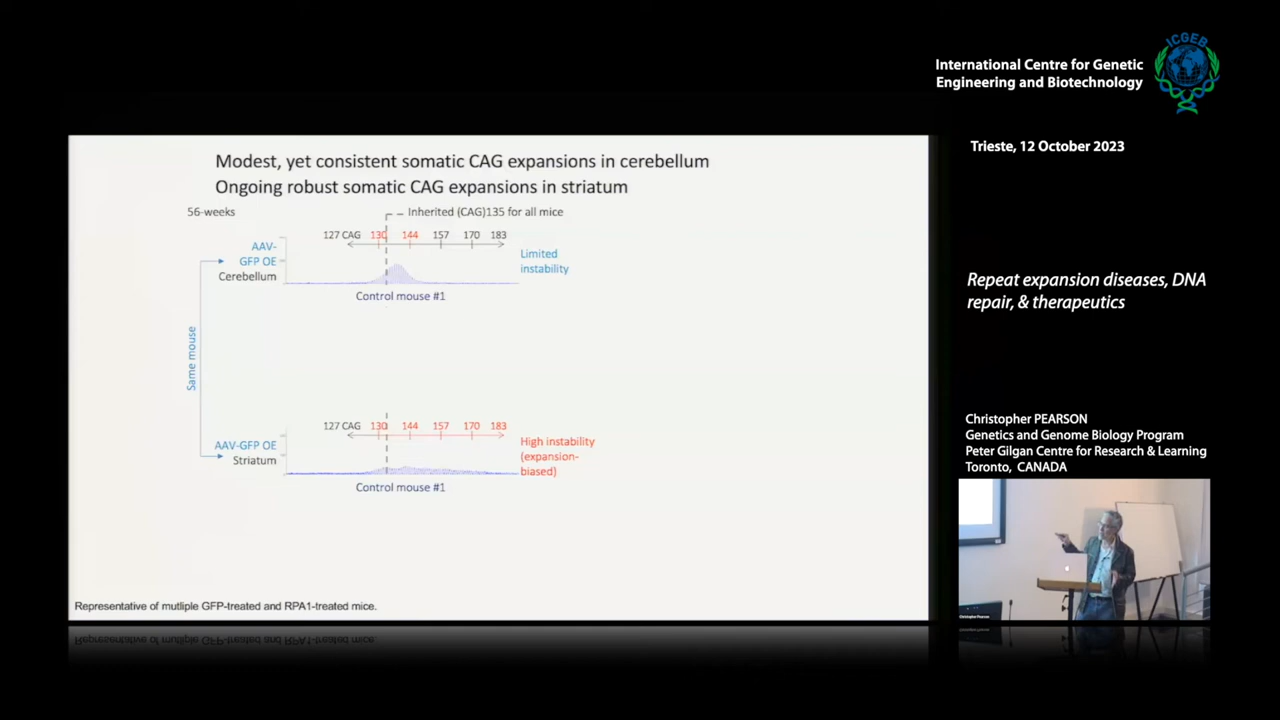 ICGEB
International Centre for Genetic
Engineering and Biotechnology
Trieste, 12 October 2023
Modest, yet consistent somatic CAG expansions in cerebellum
Ongoing robust somatic CAG expansions in striatum
56-weeks
Inherited (CAG)135 for all mice
127 CAG 130 144 157 170 183
AAV-
GFP OE
Cerebellum
Limited
instability
Control mouse #1
Same mouse
127 CAG 130 144 157 170 183
AAV-GFP OE
Striatum
High instability
(expansion-
biased)
Control mouse #1
Representative of mutliple GFP-treated and RPA1-treated mice.
Repeat expansion diseases, DNA
repair, & therapeutics
Christopher PEARSON
Genetics and Genome Biology Program
Peter Gilgan Centre for Research & Learning
Toronto, CANADA
Christopher Pearson